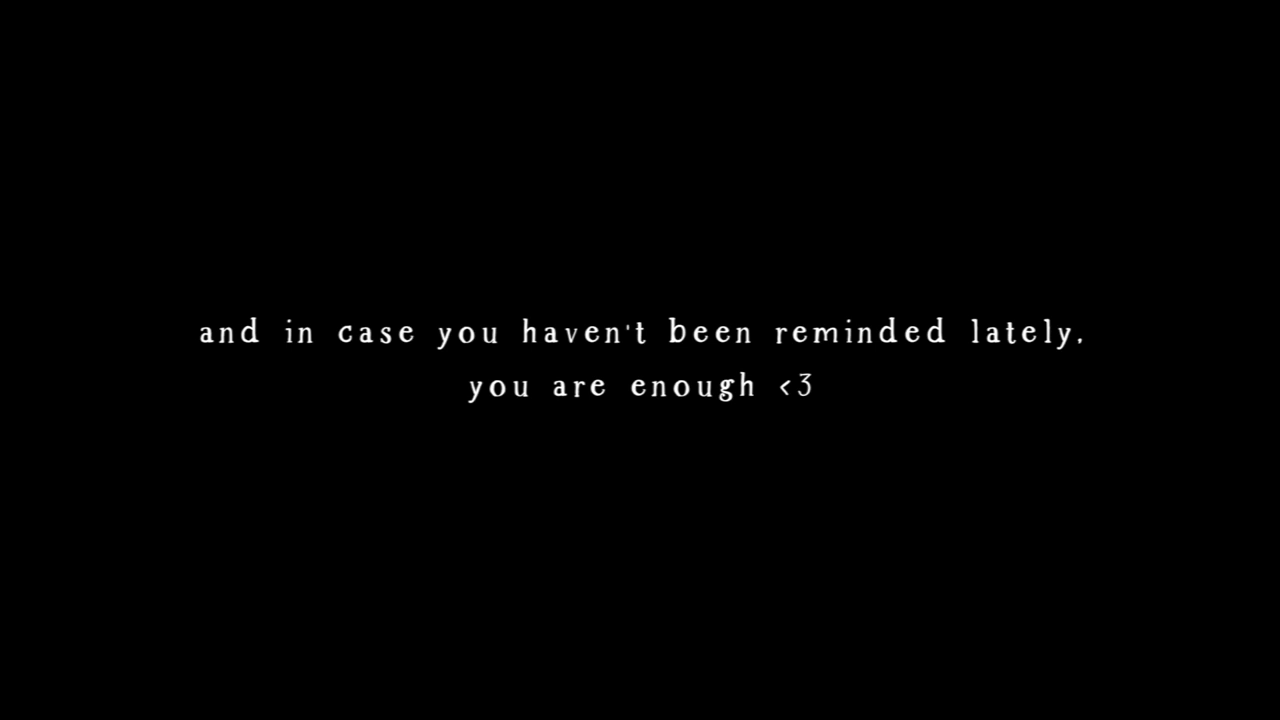 and in case you haven't been reminded lately,
you are enough <3